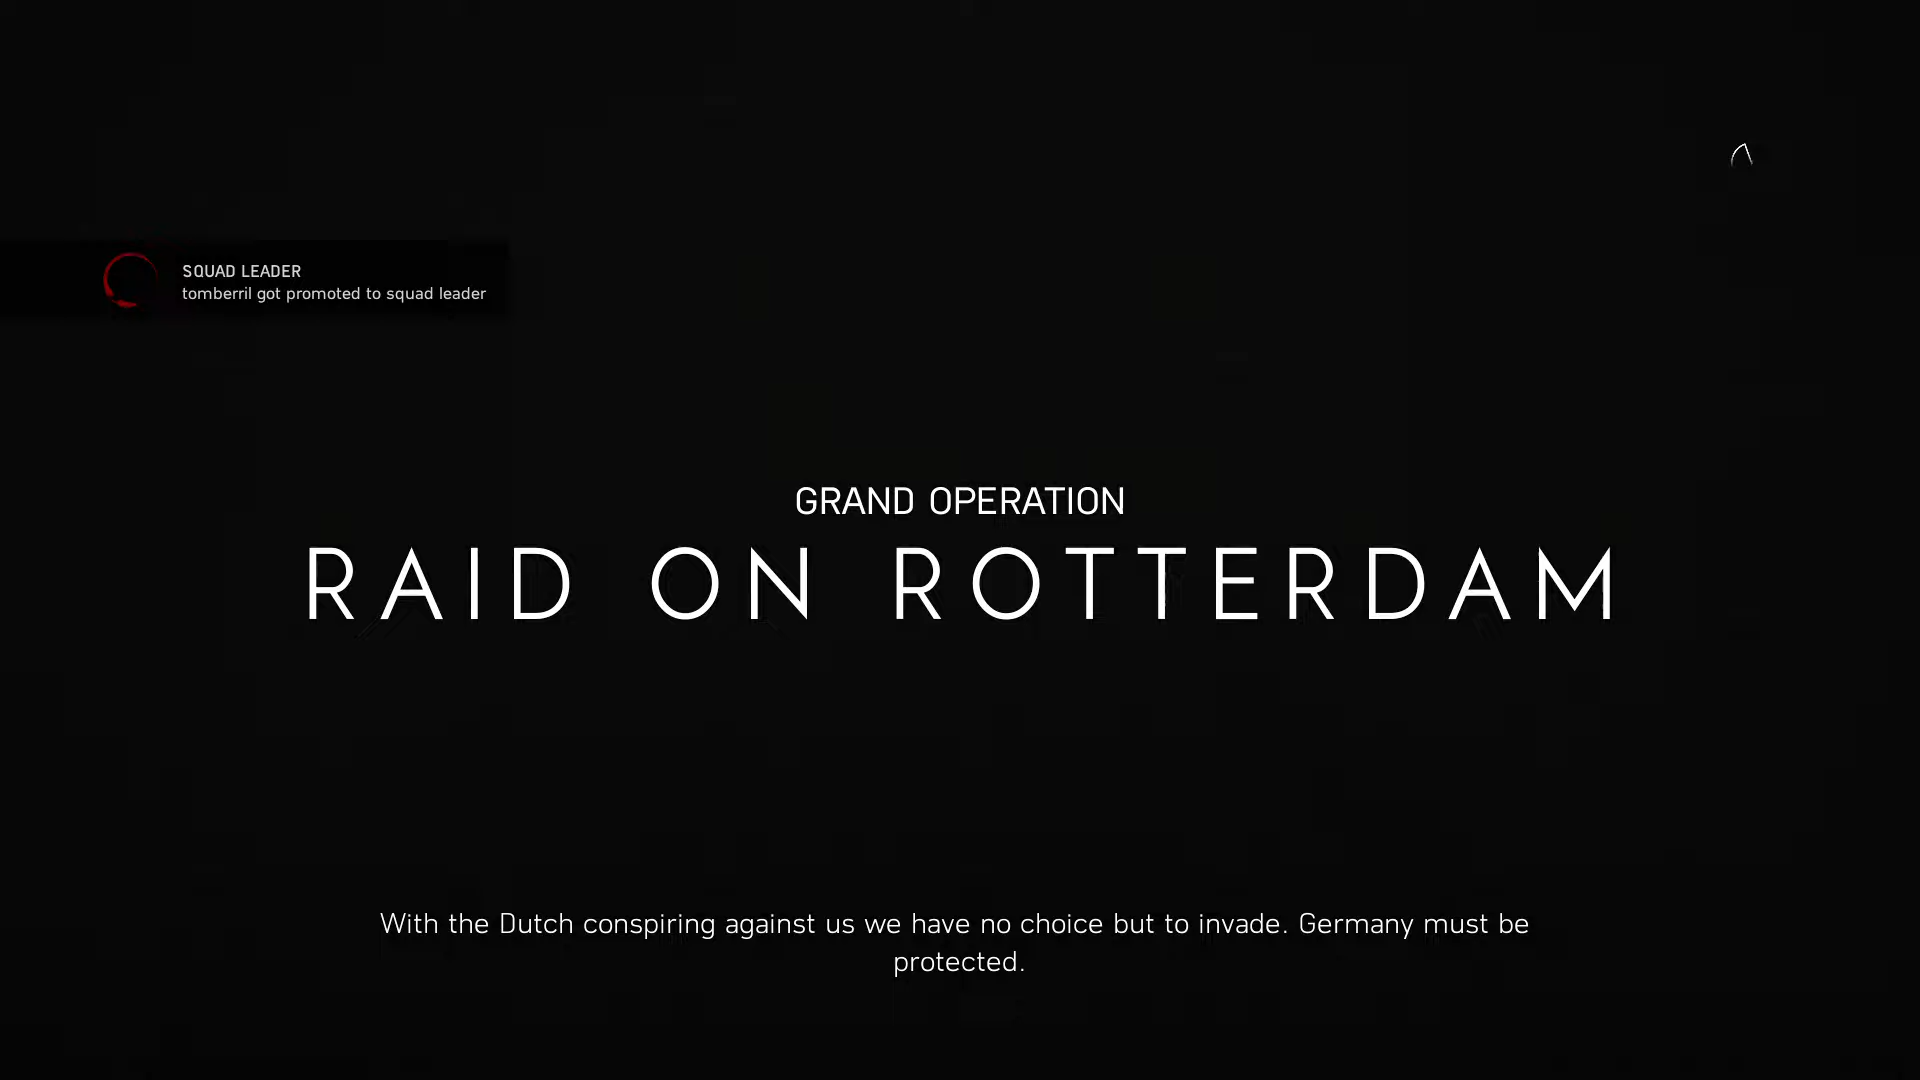 SQUAD LEADER
tomberril got promoted to squad leader
GRAND OPERATION
RAID ON ROTTERDAM
With the Dutch conspiring against us we have no choice but to invade. Germany must be
protected.